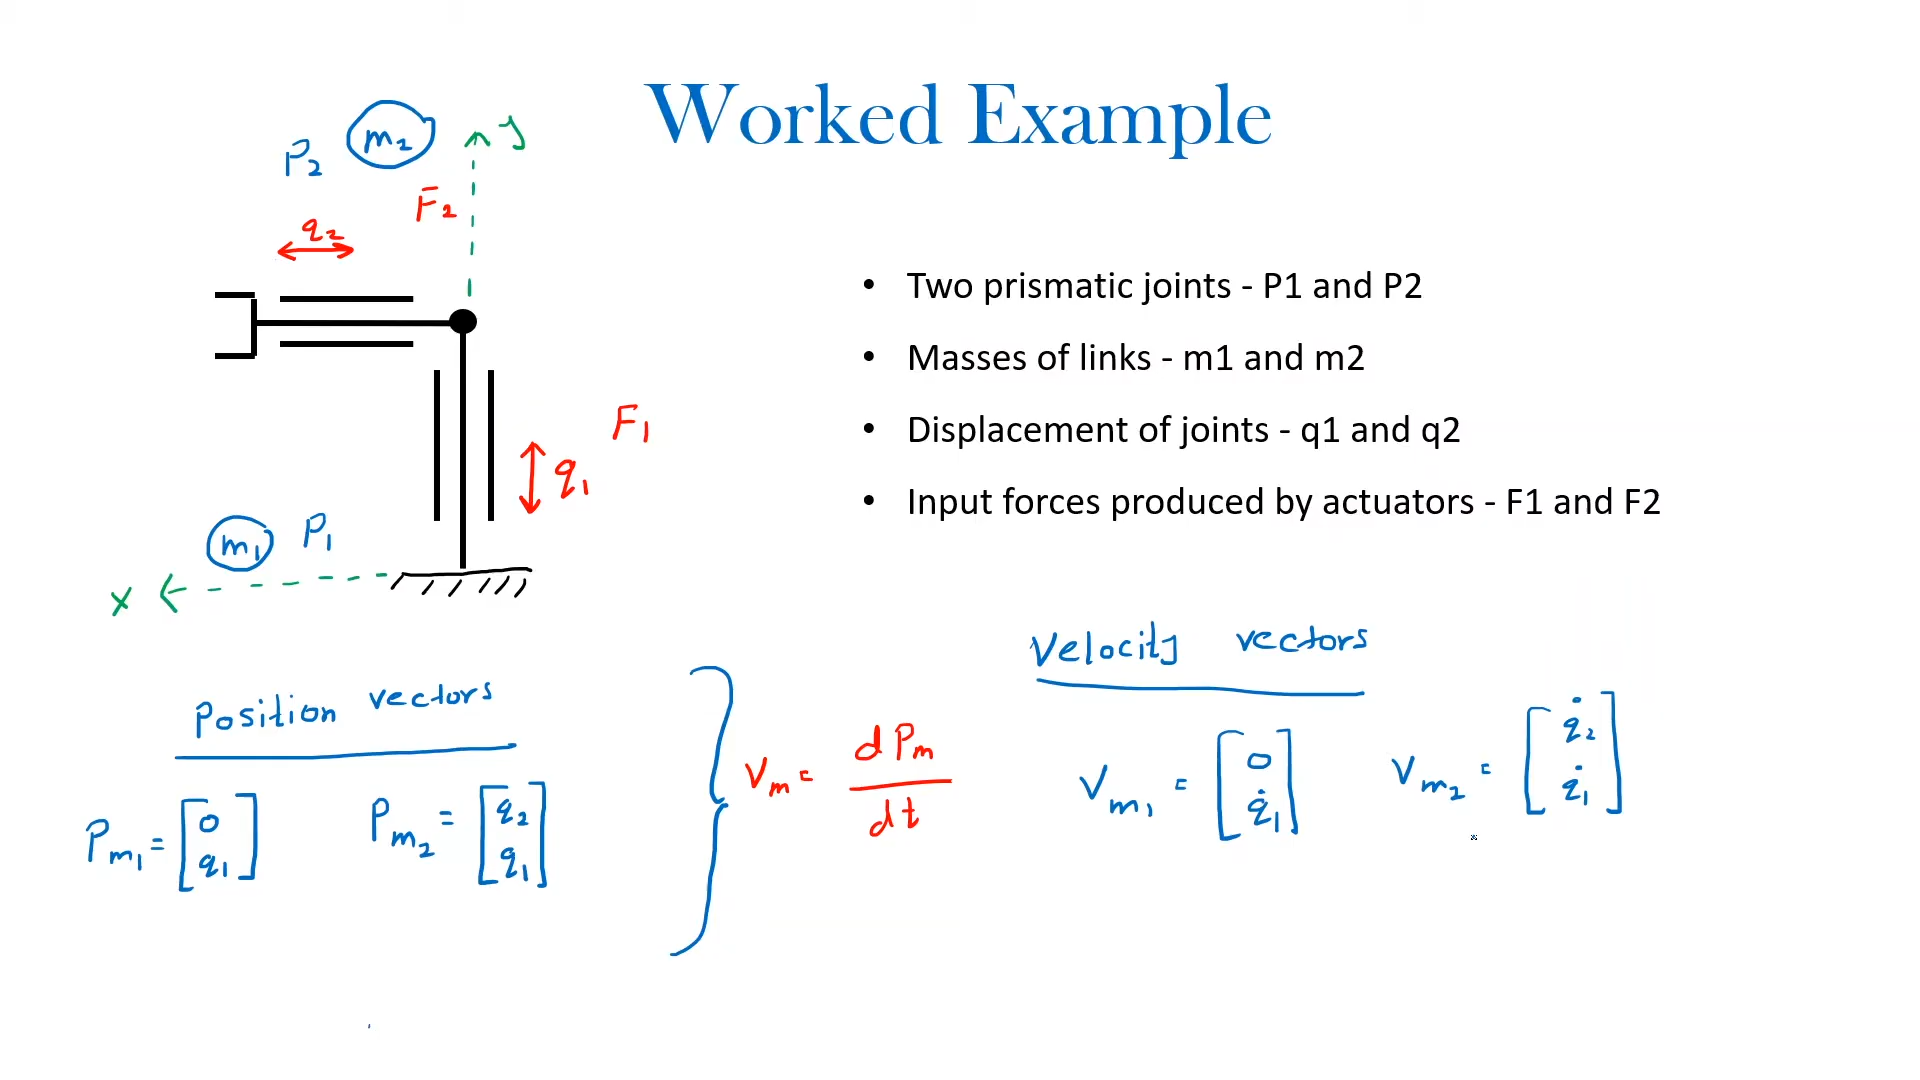 Worked Example
P2 m2 y
F2
q2
F1
q1
m1 P1
x
• Two prismatic joints - P1 and P2
• Masses of links - m1 and m2
• Displacement of joints - q1 and q2
• Input forces produced by actuators - F1 and F2
Position vectors
Pm1 = [0 q1] Pm2 = [q2 q1]
Vm = dPm/dt
Velocity vectors
Vm1 = [0 q̇1] Vm2 = [q̇2 q̇1]